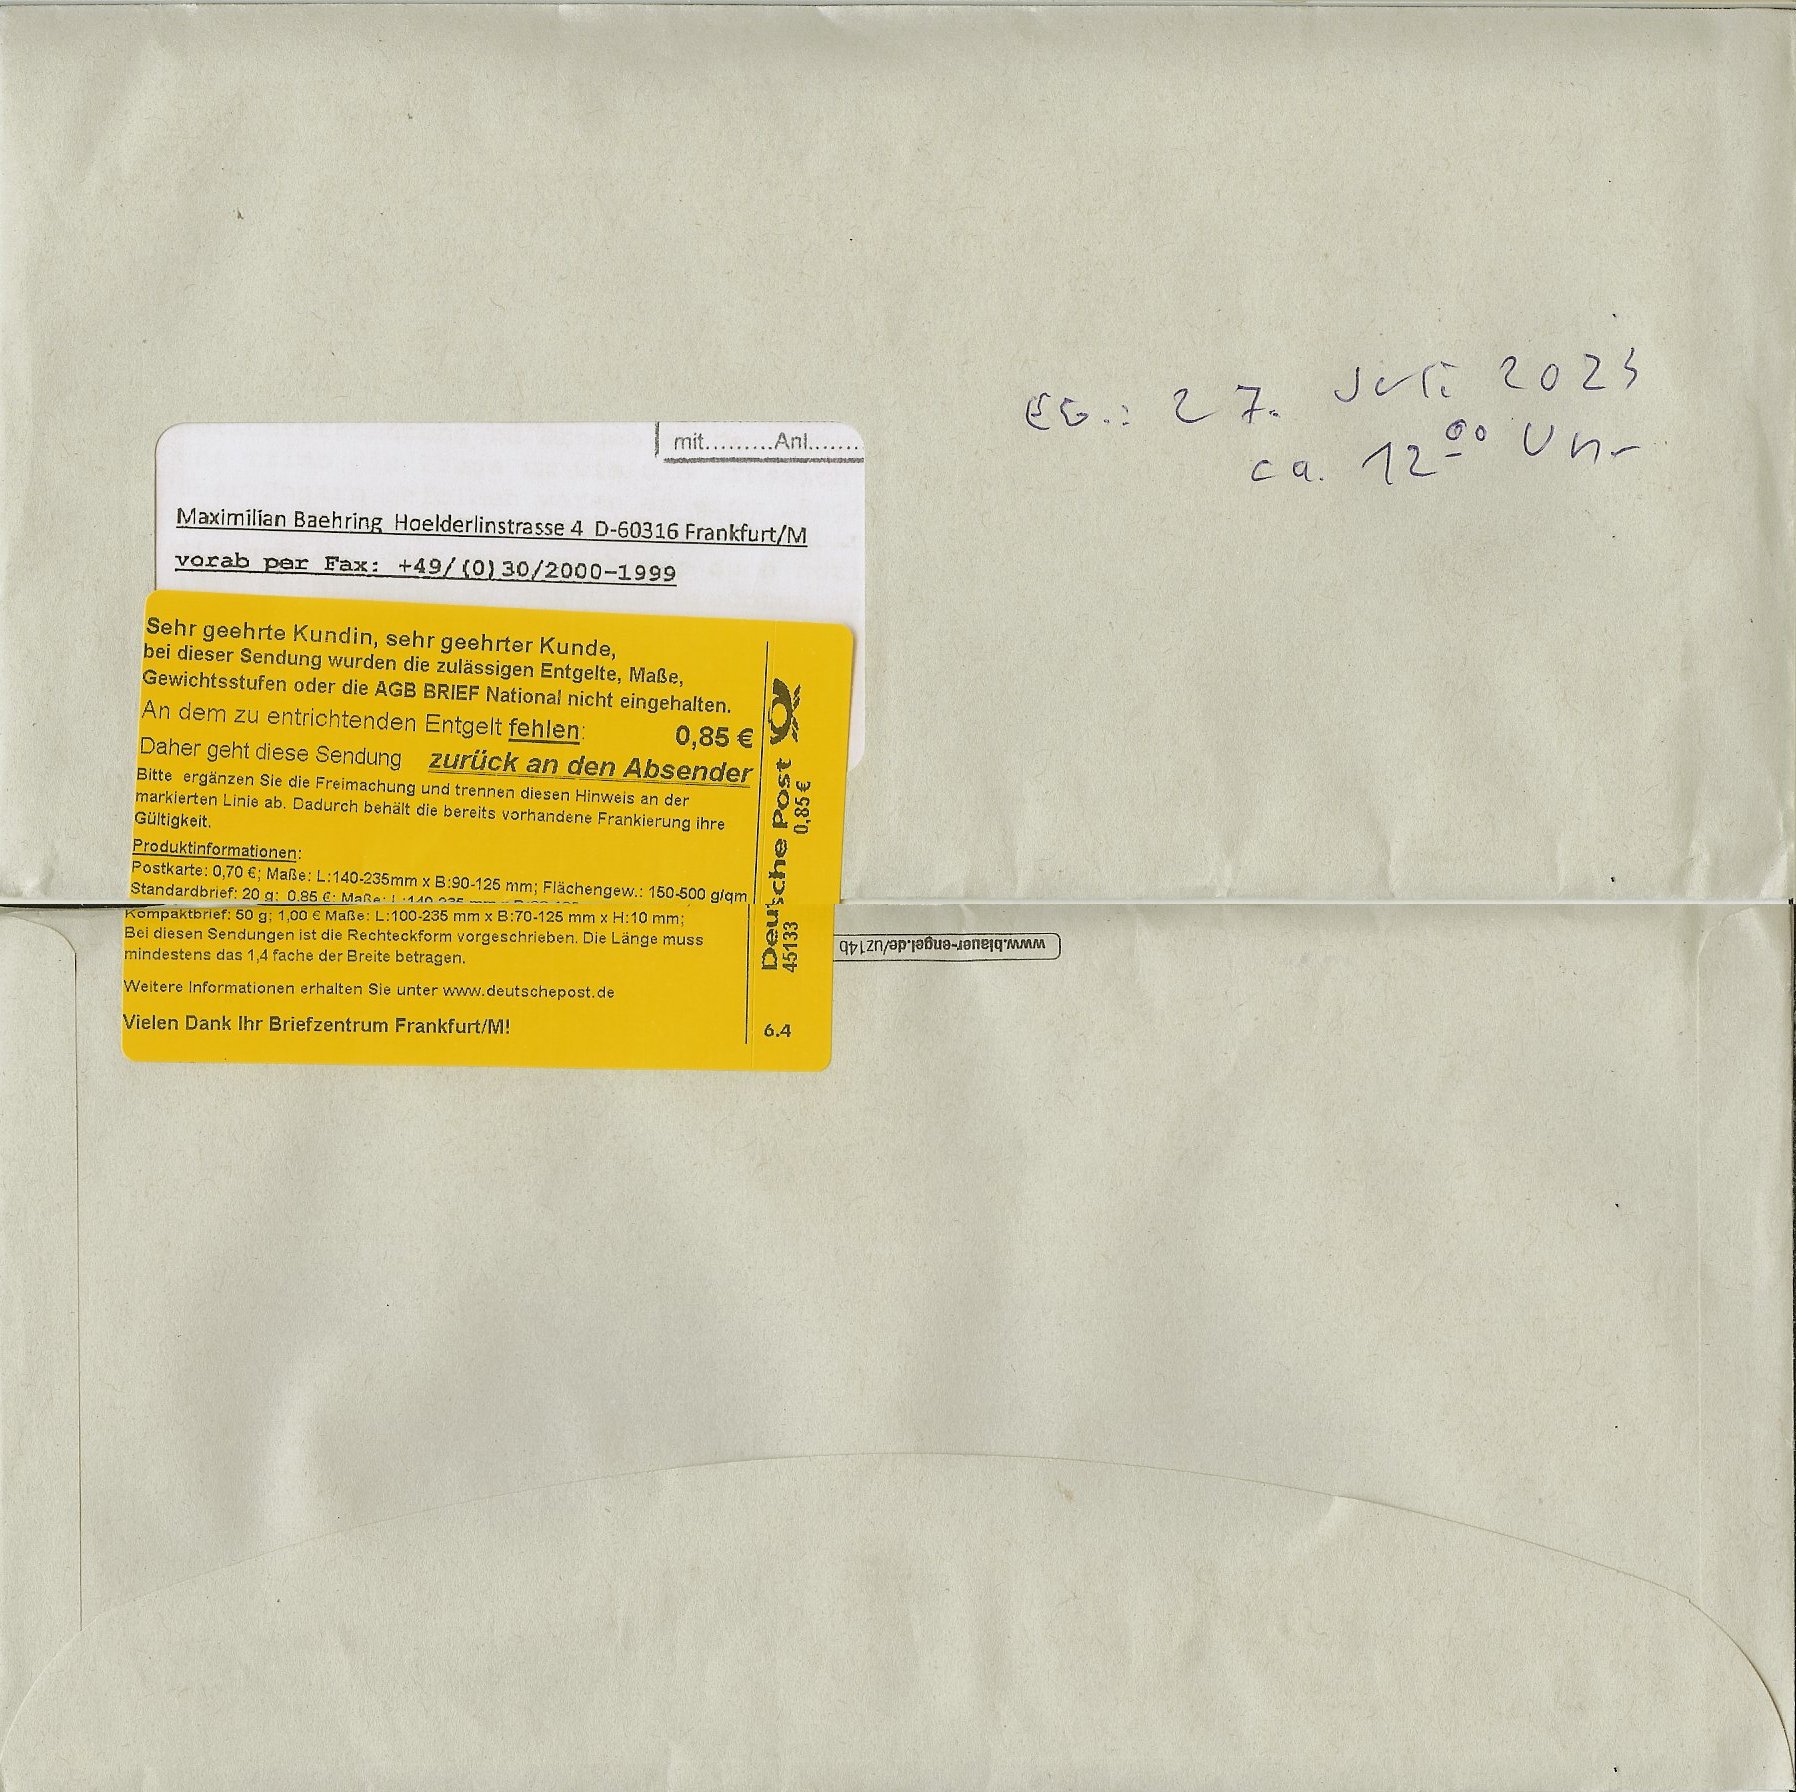 eG.: 27. Juli 2023
ca. 12°° Uhr
mit.........Anl.......
Maximilian Baehring Hoelderlinstrasse 4 D-60316 Frankfurt/M
vorab per Fax: +49/(0)30/2000-1999
Sehr geehrte Kundin, sehr geehrter Kunde,
bei dieser Sendung wurden die zulässigen Entgelte, Maße,
Gewichtsstufen oder die AGB BRIEF National nicht eingehalten.
An dem zu entrichtenden Entgelt fehlen: 0,85 €
Daher geht diese Sendung zurück an den Absender
Bitte ergänzen Sie die Freimachung und trennen diesen Hinweis an der
markierten Linie ab. Dadurch behält die bereits vorhandene Frankierung ihre
Gültigkeit.
Produktinformationen:
Postkarte: 0,70 €; Maße: L:140-235mm x B:90-125 mm; Flächengew.: 150-500 g/qm
Standardbrief: 20 g: 0,85 €; Maße: L:140-235 mm
Kompaktbrief: 50 g; 1,00 € Maße: L:100-235 mm x B:70-125 mm x H:10 mm;
Bei diesen Sendungen ist die Rechteckform vorgeschrieben. Die Länge muss
mindestens das 1,4 fache der Breite betragen.
Weitere Informationen erhalten Sie unter www.deutschepost.de
Vielen Dank Ihr Briefzentrum Frankfurt/M!
Deutsche Post
0,85 €
45133
6.4
www.blauer-engel.de/uz14b